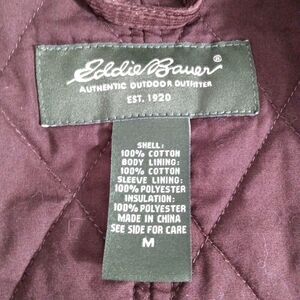 Eddie Bauer®
AUTHENTIC OUTDOOR OUTFITTER
EST. 1920
SHELL:
100% COTTON
BODY LINING:
100% COTTON
SLEEVE LINING:
100% POLYESTER
INSULATION:
100% POLYESTER
MADE IN CHINA
SEE SIDE FOR CARE
M